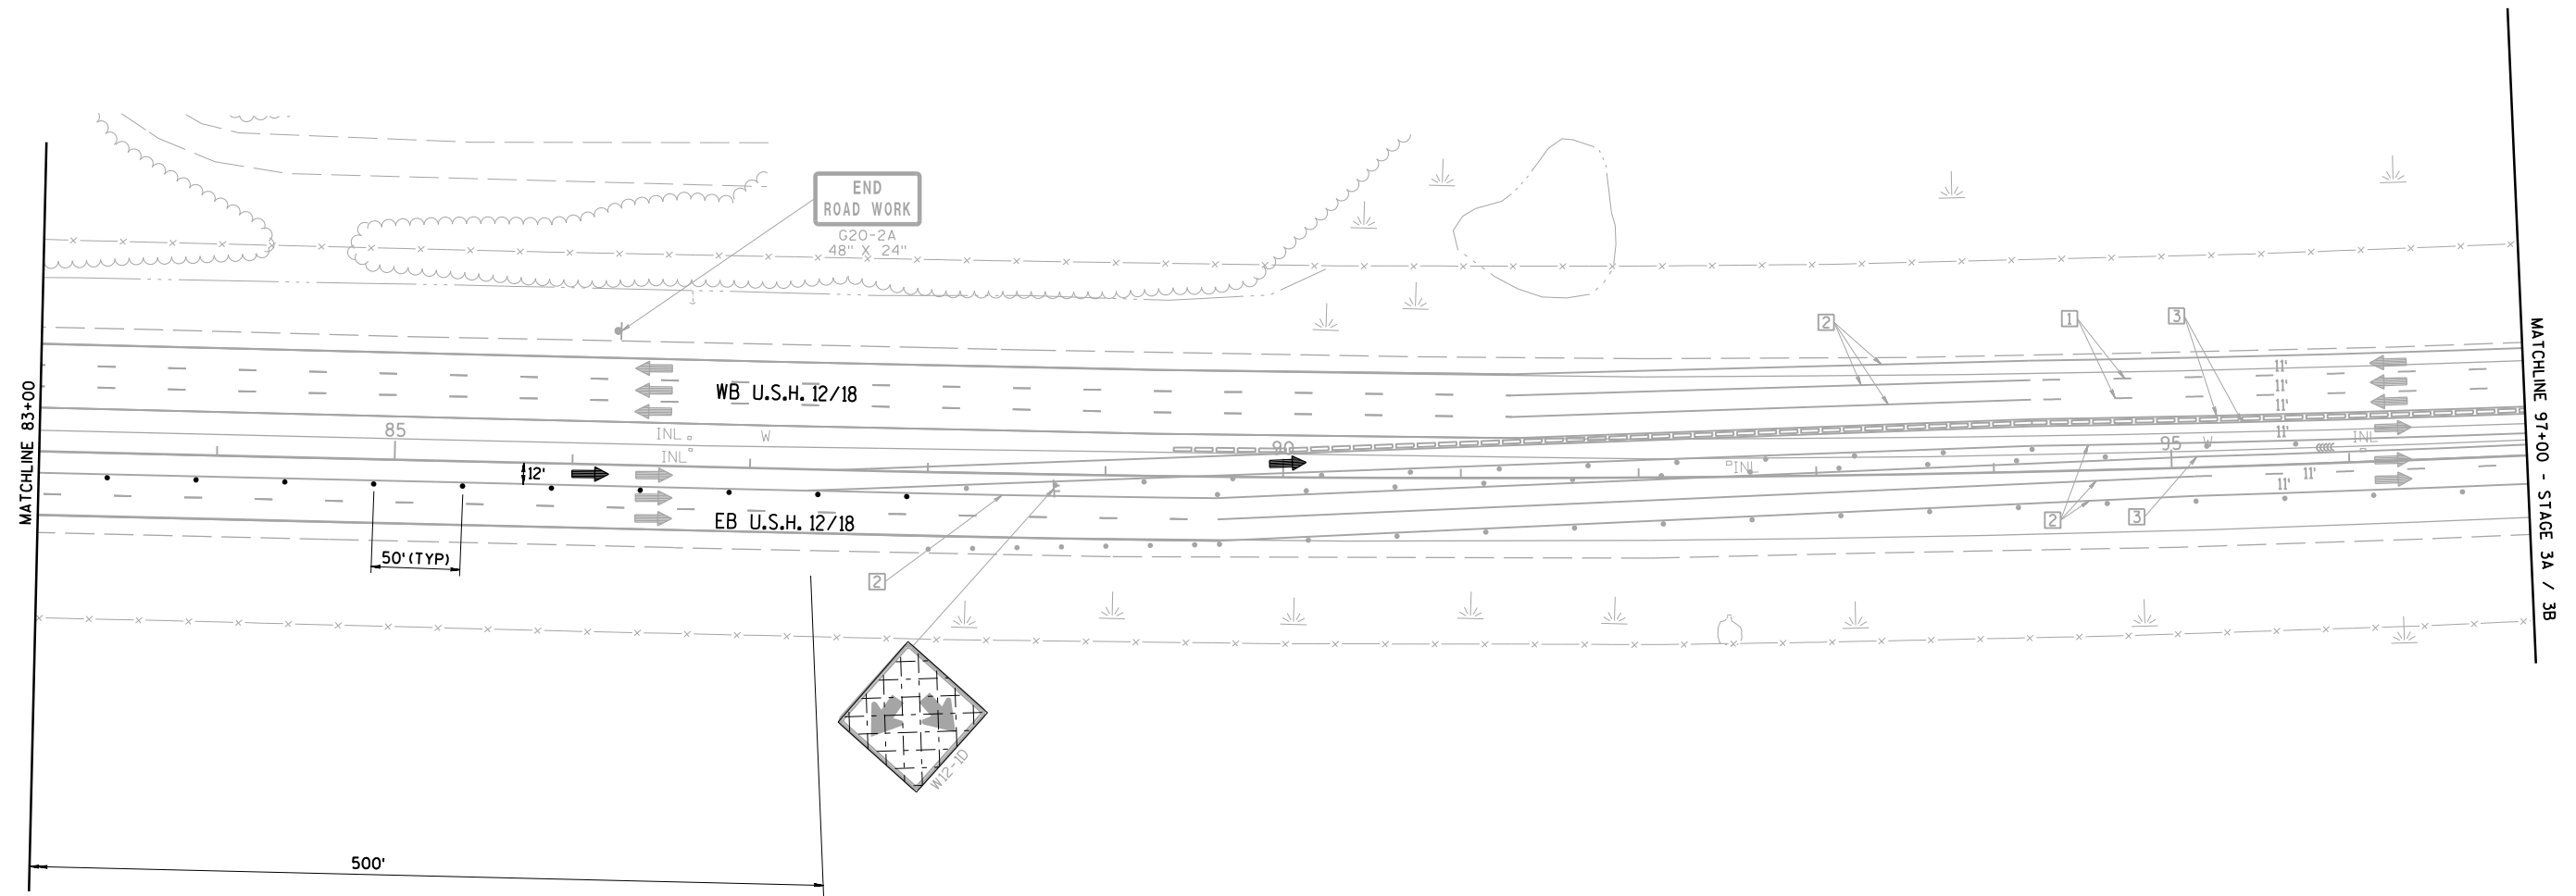 END
ROAD WORK
G20-2A
48" X 24"
2
1
3
MATCHLINE 83+00
MATCHLINE 97+00 - STAGE 3A / 3B
11'
11'
11'
WB U.S.H. 12/18
85
INL
W
INL
90
11'
95
W
INL
INL
12'
11'
11'
EB U.S.H. 12/18
50' (TYP)
2
2
3
W12-1D
500'